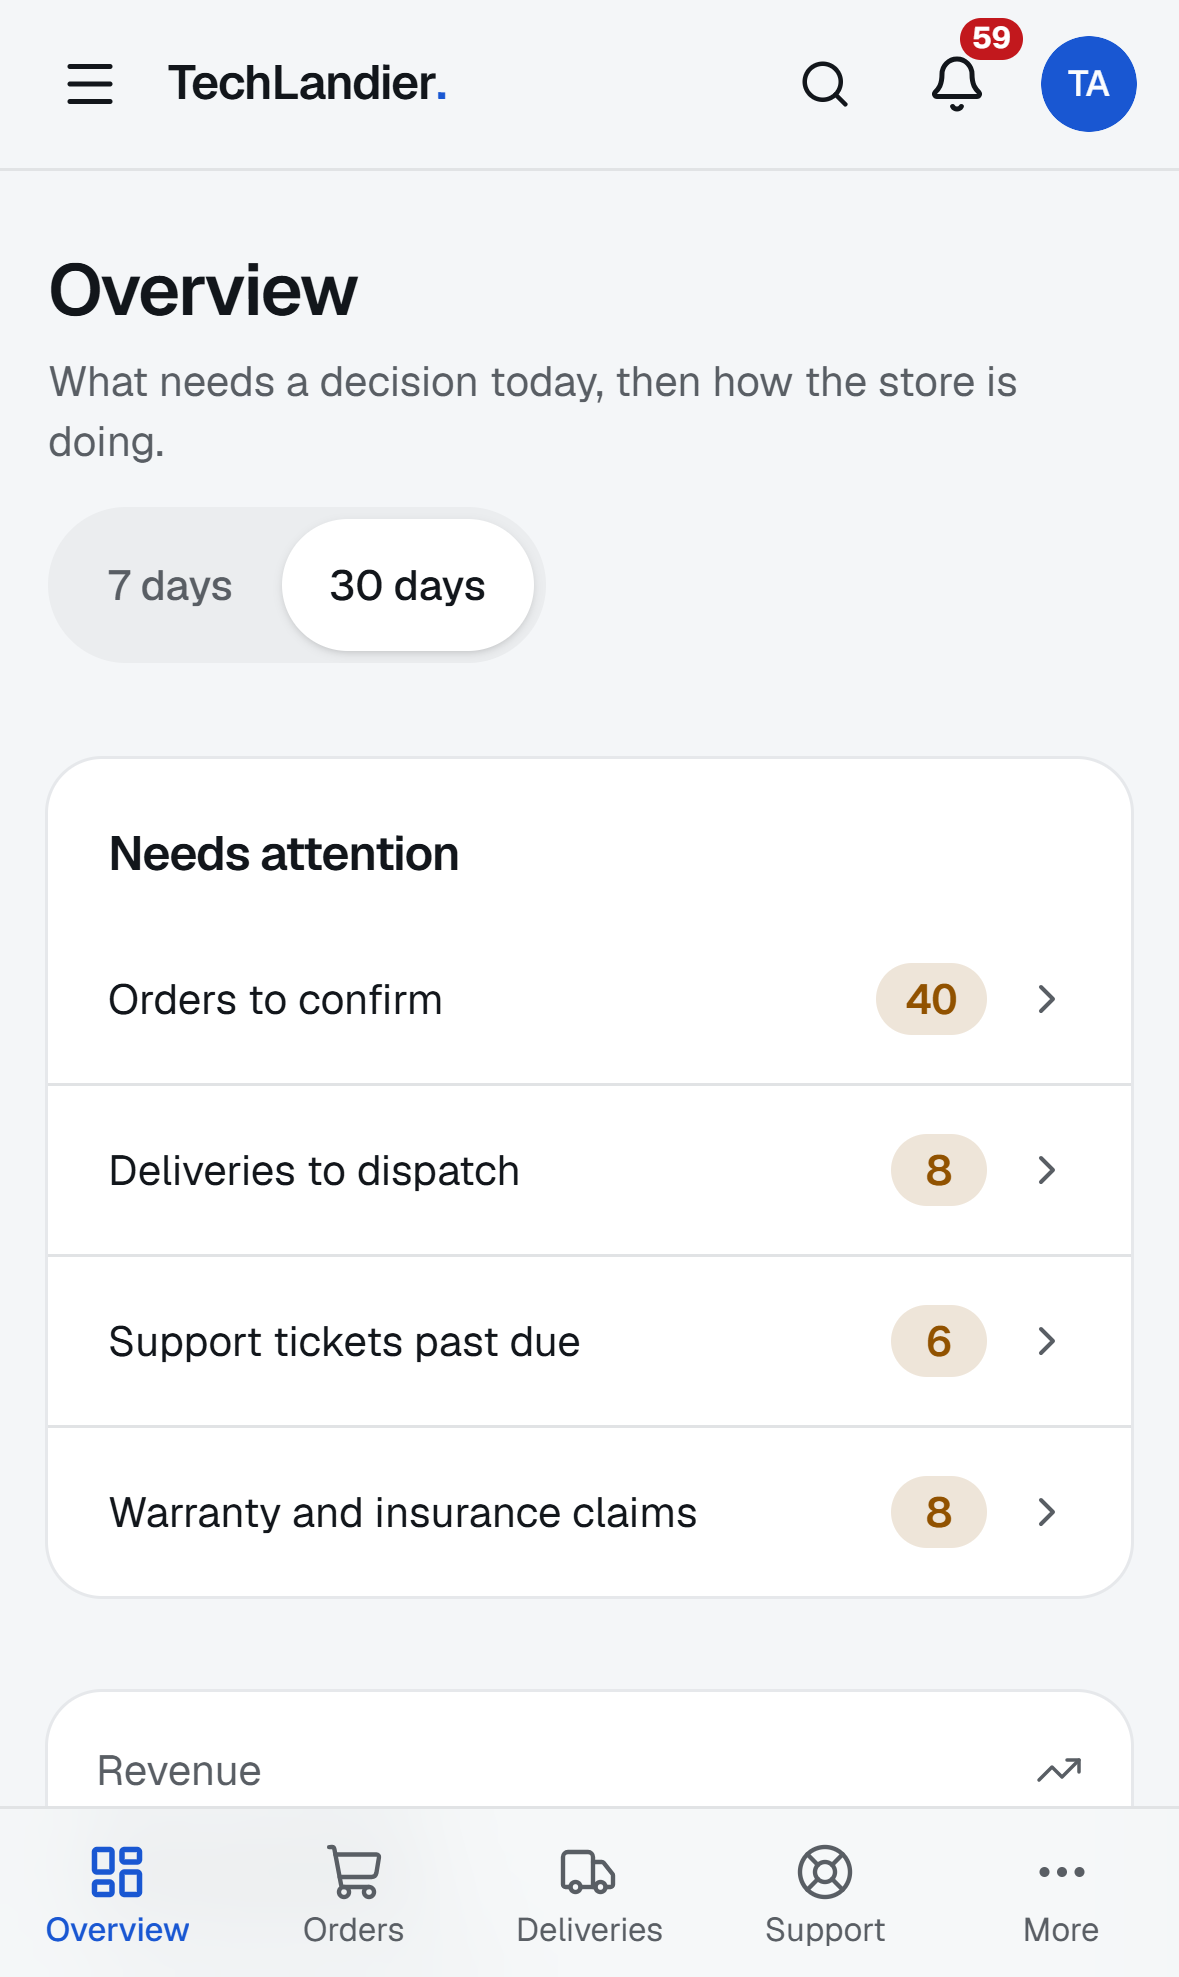 TechLandier.
59
TA
Overview
What needs a decision today, then how the store is
doing.
7 days
30 days
Needs attention
Orders to confirm
40
Deliveries to dispatch
8
Support tickets past due
6
Warranty and insurance claims
8
Revenue
Overview
Orders
Deliveries
Support
More